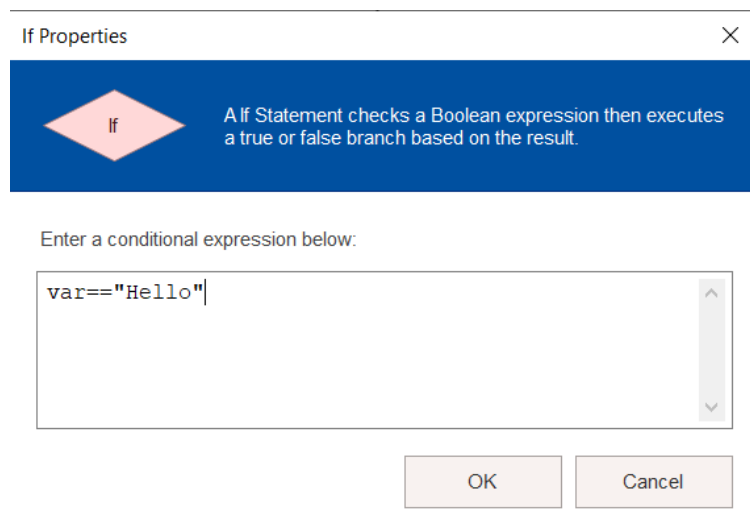 If Properties
If
A If Statement checks a Boolean expression then executes
a true or false branch based on the result.
Enter a conditional expression below:
var=="Hello"
OK
Cancel